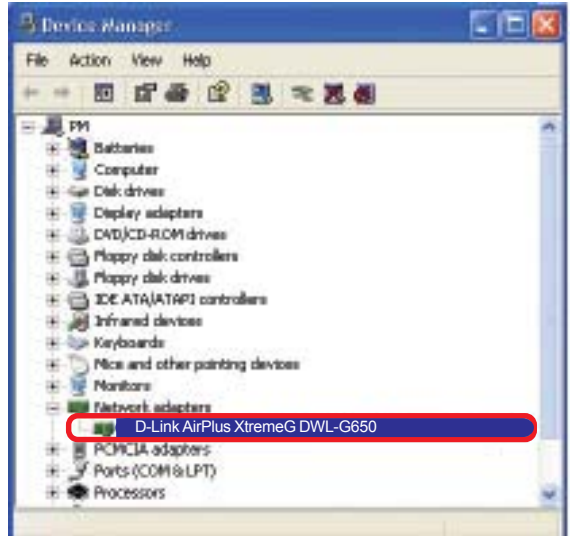 Device Manager
File Action View Help
PM
Batteries
Computer
Disk drives
Display adapters
DVD/CD-ROM drives
Floppy disk controllers
Floppy disk drives
IDE ATA/ATAPI controllers
Infrared devices
Keyboards
Mice and other pointing devices
Monitors
Network adapters
D-Link AirPlus XtremeG DWL-G650
PCMCIA adapters
Ports (COM & LPT)
Processors